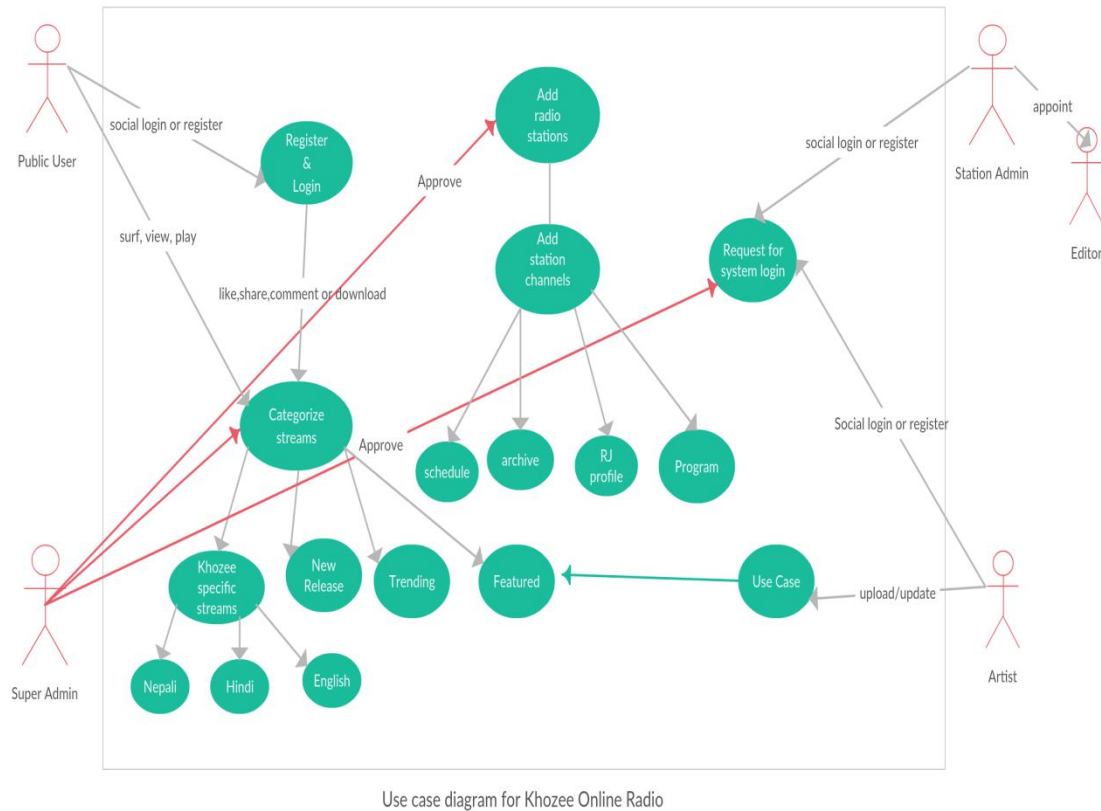 Public User
social login or register
Register
&
Login
surf, view, play
like,share,comment or download
Add
radio
stations
Approve
Add
station
channels
social login or register
Request for
system login
appoint
Station Admin
Editor
Categorize
streams
Approve
schedule
archive
RJ
profile
Program
Social login or register
Khozee
specific
streams
New
Release
Trending
Featured
Use Case
upload/update
Nepali
Hindi
English
Super Admin
Artist
Use case diagram for Khozee Online Radio